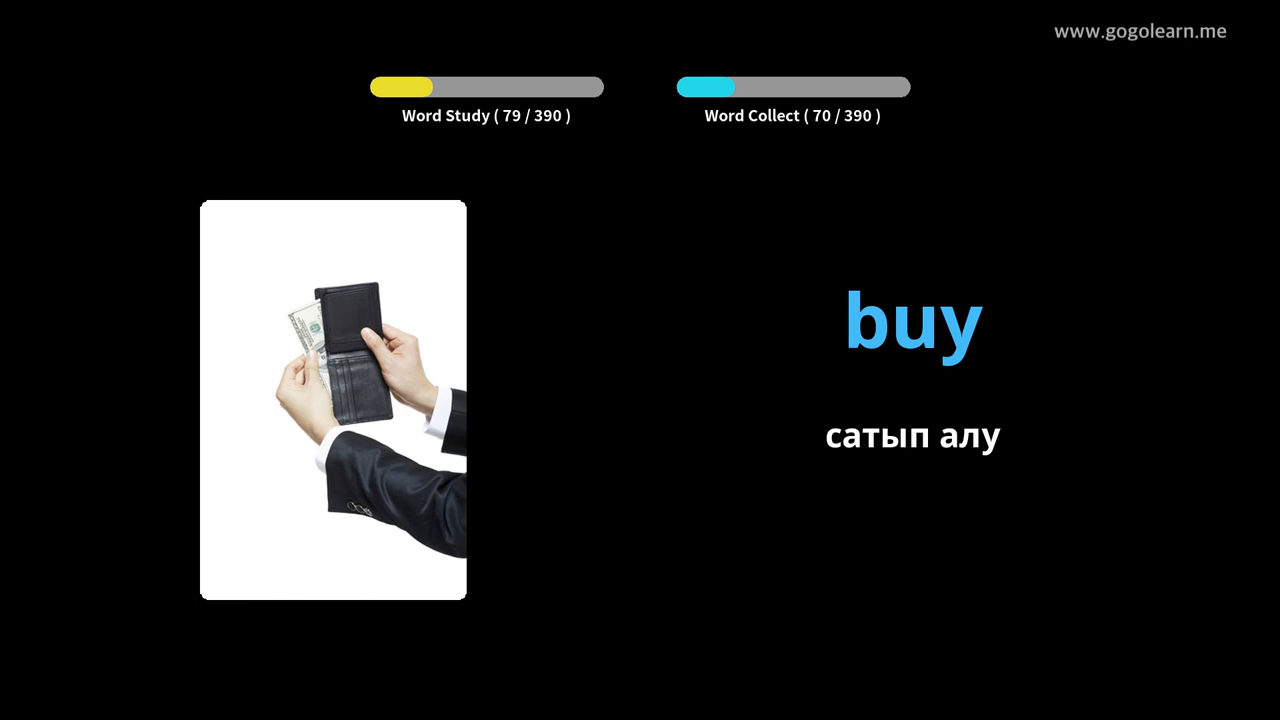 www.gogolearn.me
Word Study ( 79 / 390 )
Word Collect ( 70 / 390 )
buy
сатып алу